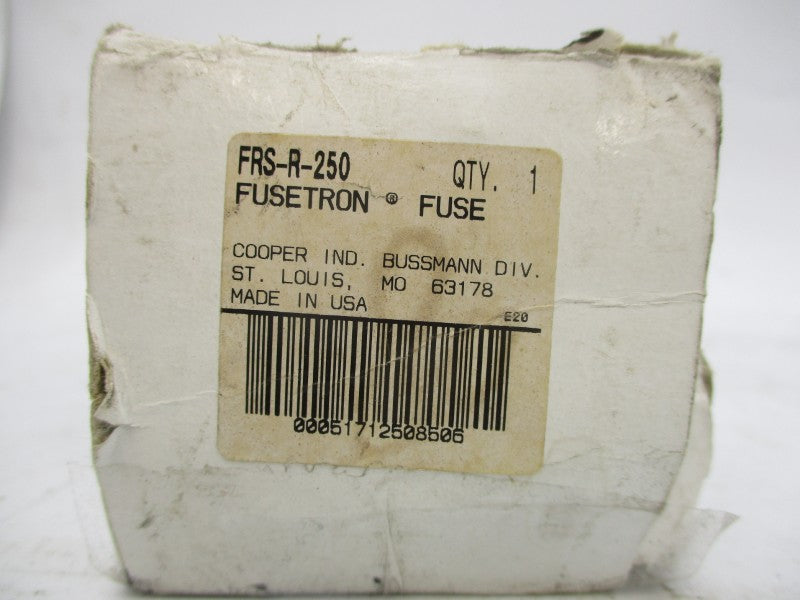 FRS-R-250 QTY. 1
FUSETRON ® FUSE
COOPER IND. BUSSMANN DIV.
ST. LOUIS, MO 63178
MADE IN USA E20
00051712508506